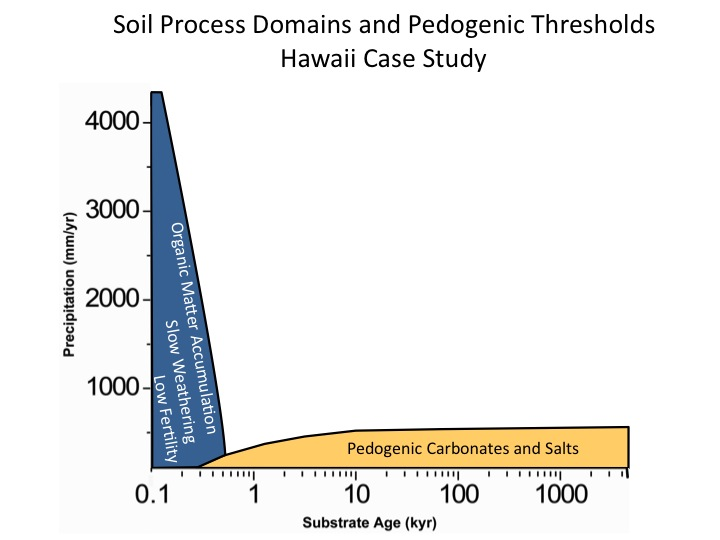 Soil Process Domains and Pedogenic Thresholds
Hawaii Case Study
4000
3000
2000
1000
Precipitation (mm/yr)
Organic Matter Accumulation
Slow Weathering
Low Fertility
Pedogenic Carbonates and Salts
0.1 1 10 100 1000
Substrate Age (kyr)